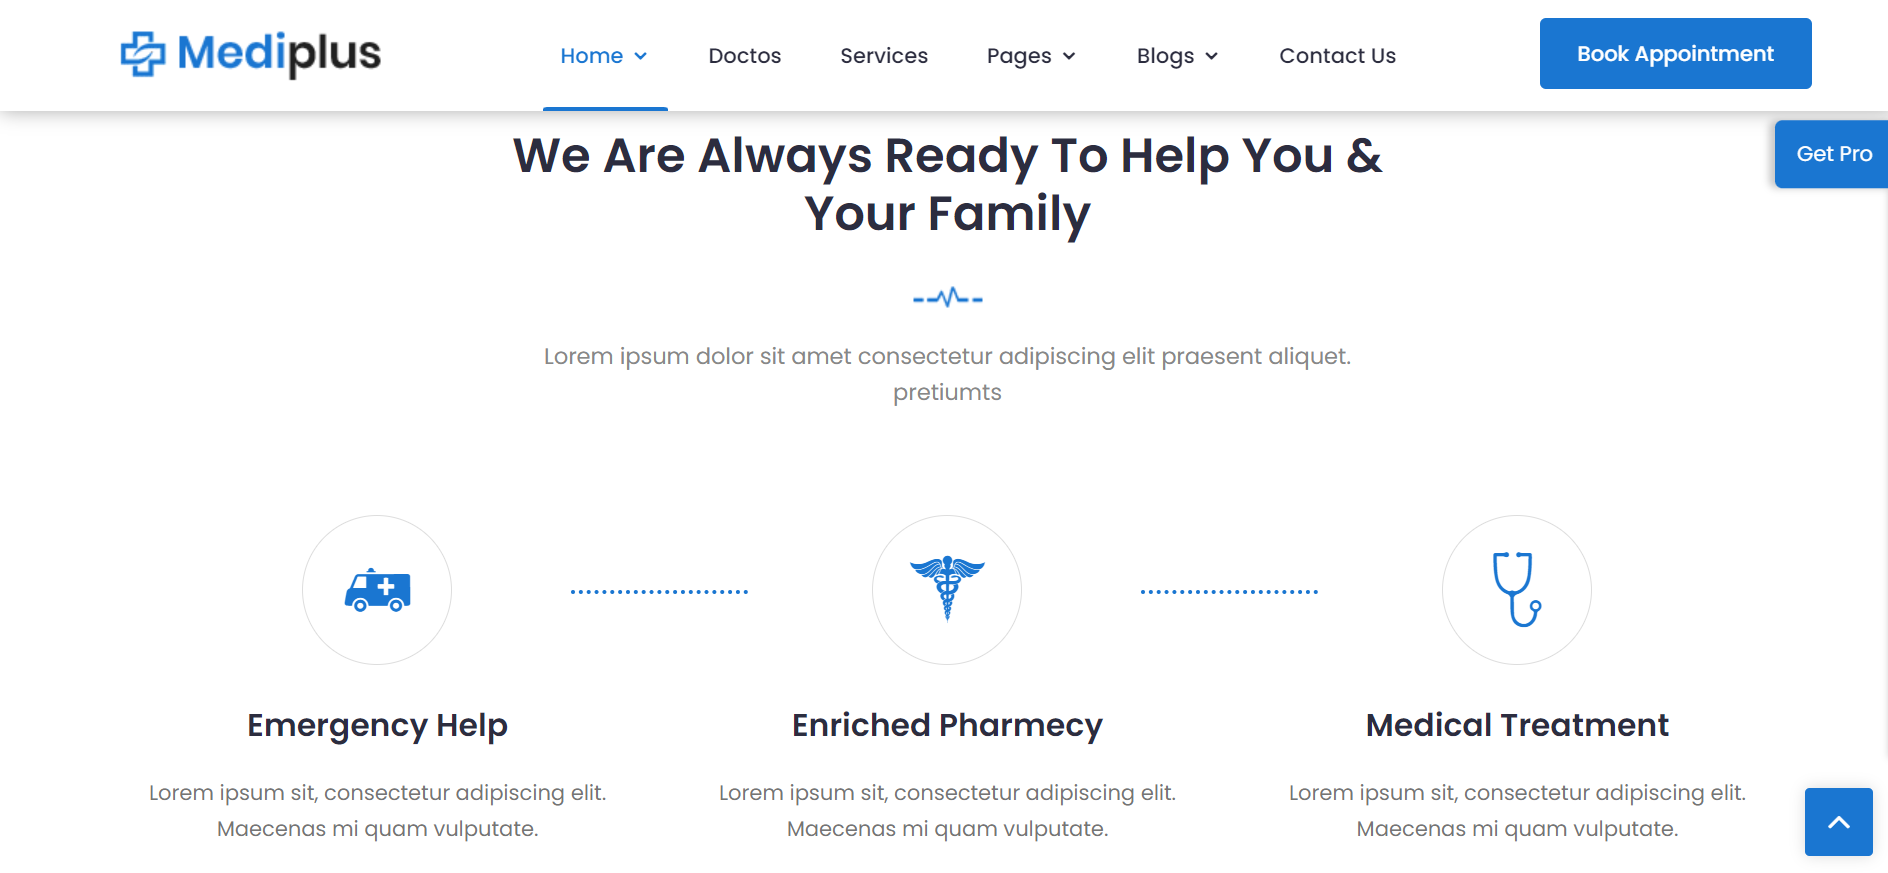 Mediplus
Home
Doctos
Services
Pages
Blogs
Contact Us
Book Appointment
Get Pro
We Are Always Ready To Help You &
Your Family
Lorem ipsum dolor sit amet consectetur adipiscing elit praesent aliquet.
pretiumts
Emergency Help
Lorem ipsum sit, consectetur adipiscing elit.
Maecenas mi quam vulputate.
Enriched Pharmecy
Lorem ipsum sit, consectetur adipiscing elit.
Maecenas mi quam vulputate.
Medical Treatment
Lorem ipsum sit, consectetur adipiscing elit.
Maecenas mi quam vulputate.